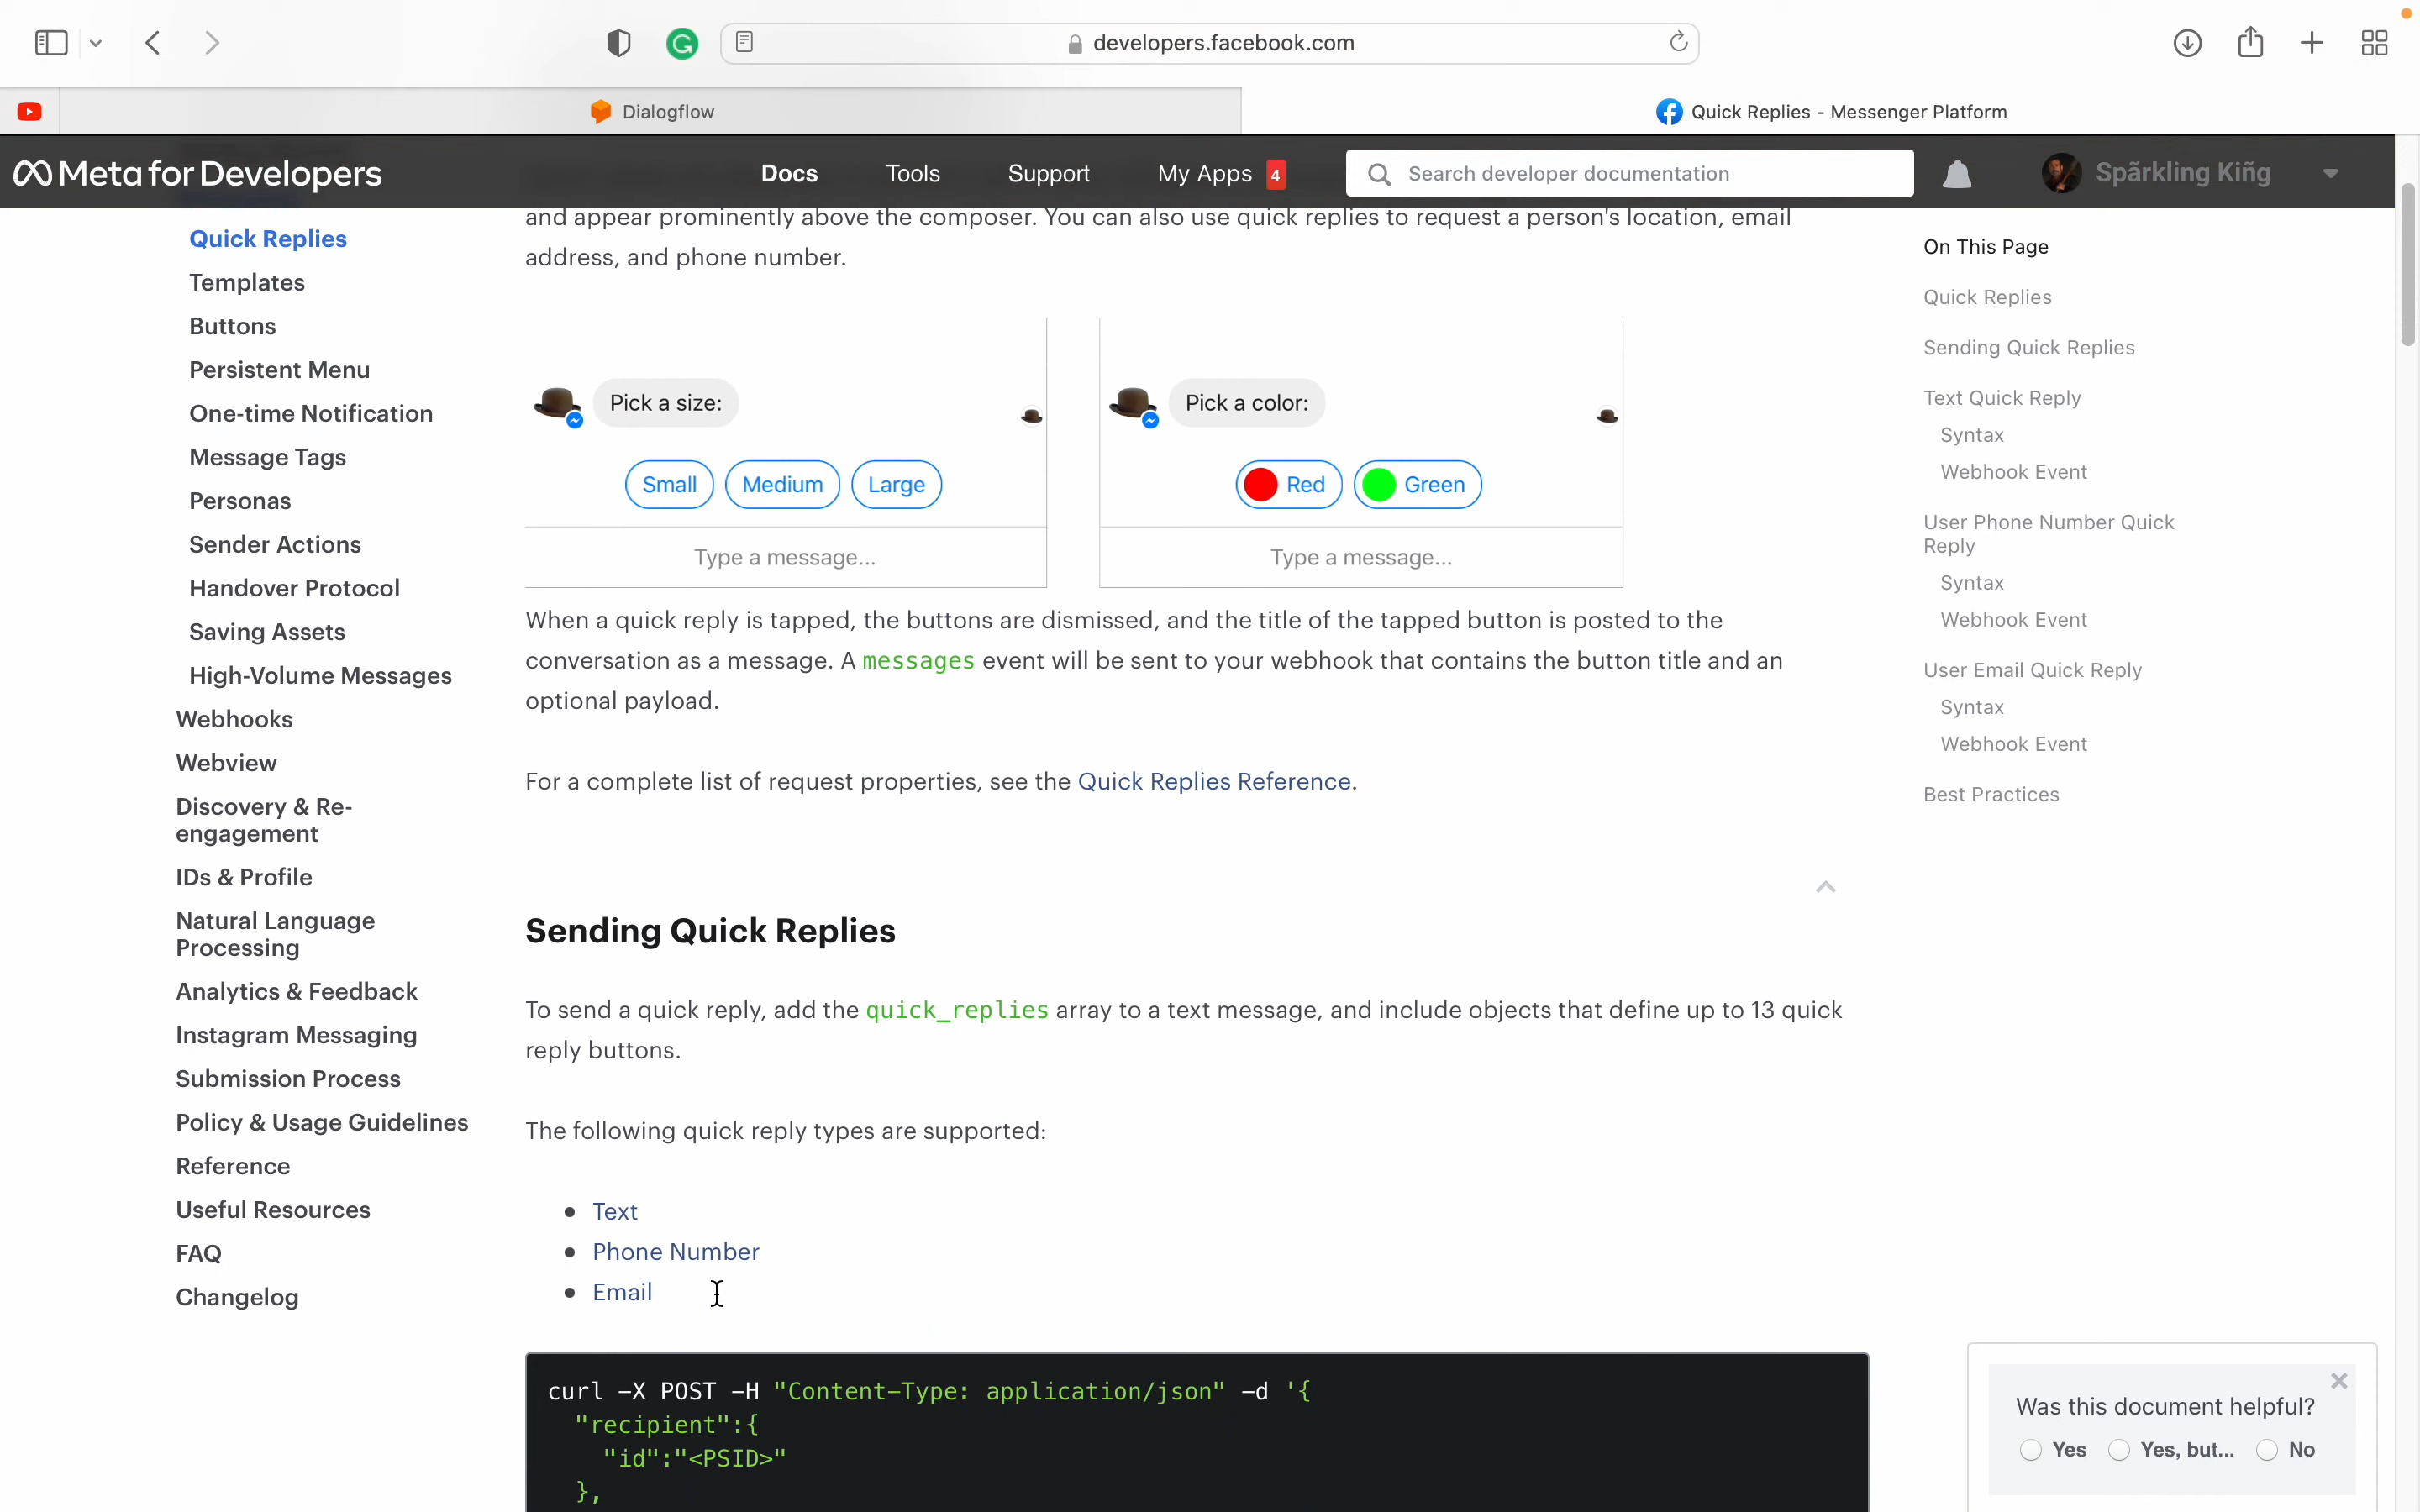 developers.facebook.com
Dialogflow
Quick Replies - Messenger Platform
Meta for Developers
Docs
Tools
Support
My Apps 4
Search developer documentation
Spãrkling Kiñg
Quick Replies
Templates
Buttons
Persistent Menu
One-time Notification
Message Tags
Personas
Sender Actions
Handover Protocol
Saving Assets
High-Volume Messages
Webhooks
Webview
Discovery & Re-
engagement
IDs & Profile
Natural Language
Processing
Analytics & Feedback
Instagram Messaging
Submission Process
Policy & Usage Guidelines
Reference
Useful Resources
FAQ
Changelog
and appear prominently above the composer. You can also use quick replies to request a person's location, email
address, and phone number.
Pick a size:
Small Medium Large
Type a message...
Pick a color:
Red Green
Type a message...
When a quick reply is tapped, the buttons are dismissed, and the title of the tapped button is posted to the
conversation as a message. A messages event will be sent to your webhook that contains the button title and an
optional payload.
For a complete list of request properties, see the Quick Replies Reference.
Sending Quick Replies
To send a quick reply, add the quick_replies array to a text message, and include objects that define up to 13 quick
reply buttons.
The following quick reply types are supported:
Text
Phone Number
Email
curl -X POST -H "Content-Type: application/json" -d '{
"recipient":{
"id":"<PSID>"
},
On This Page
Quick Replies
Sending Quick Replies
Text Quick Reply
Syntax
Webhook Event
User Phone Number Quick
Reply
Syntax
Webhook Event
User Email Quick Reply
Syntax
Webhook Event
Best Practices
Was this document helpful?
Yes Yes, but... No